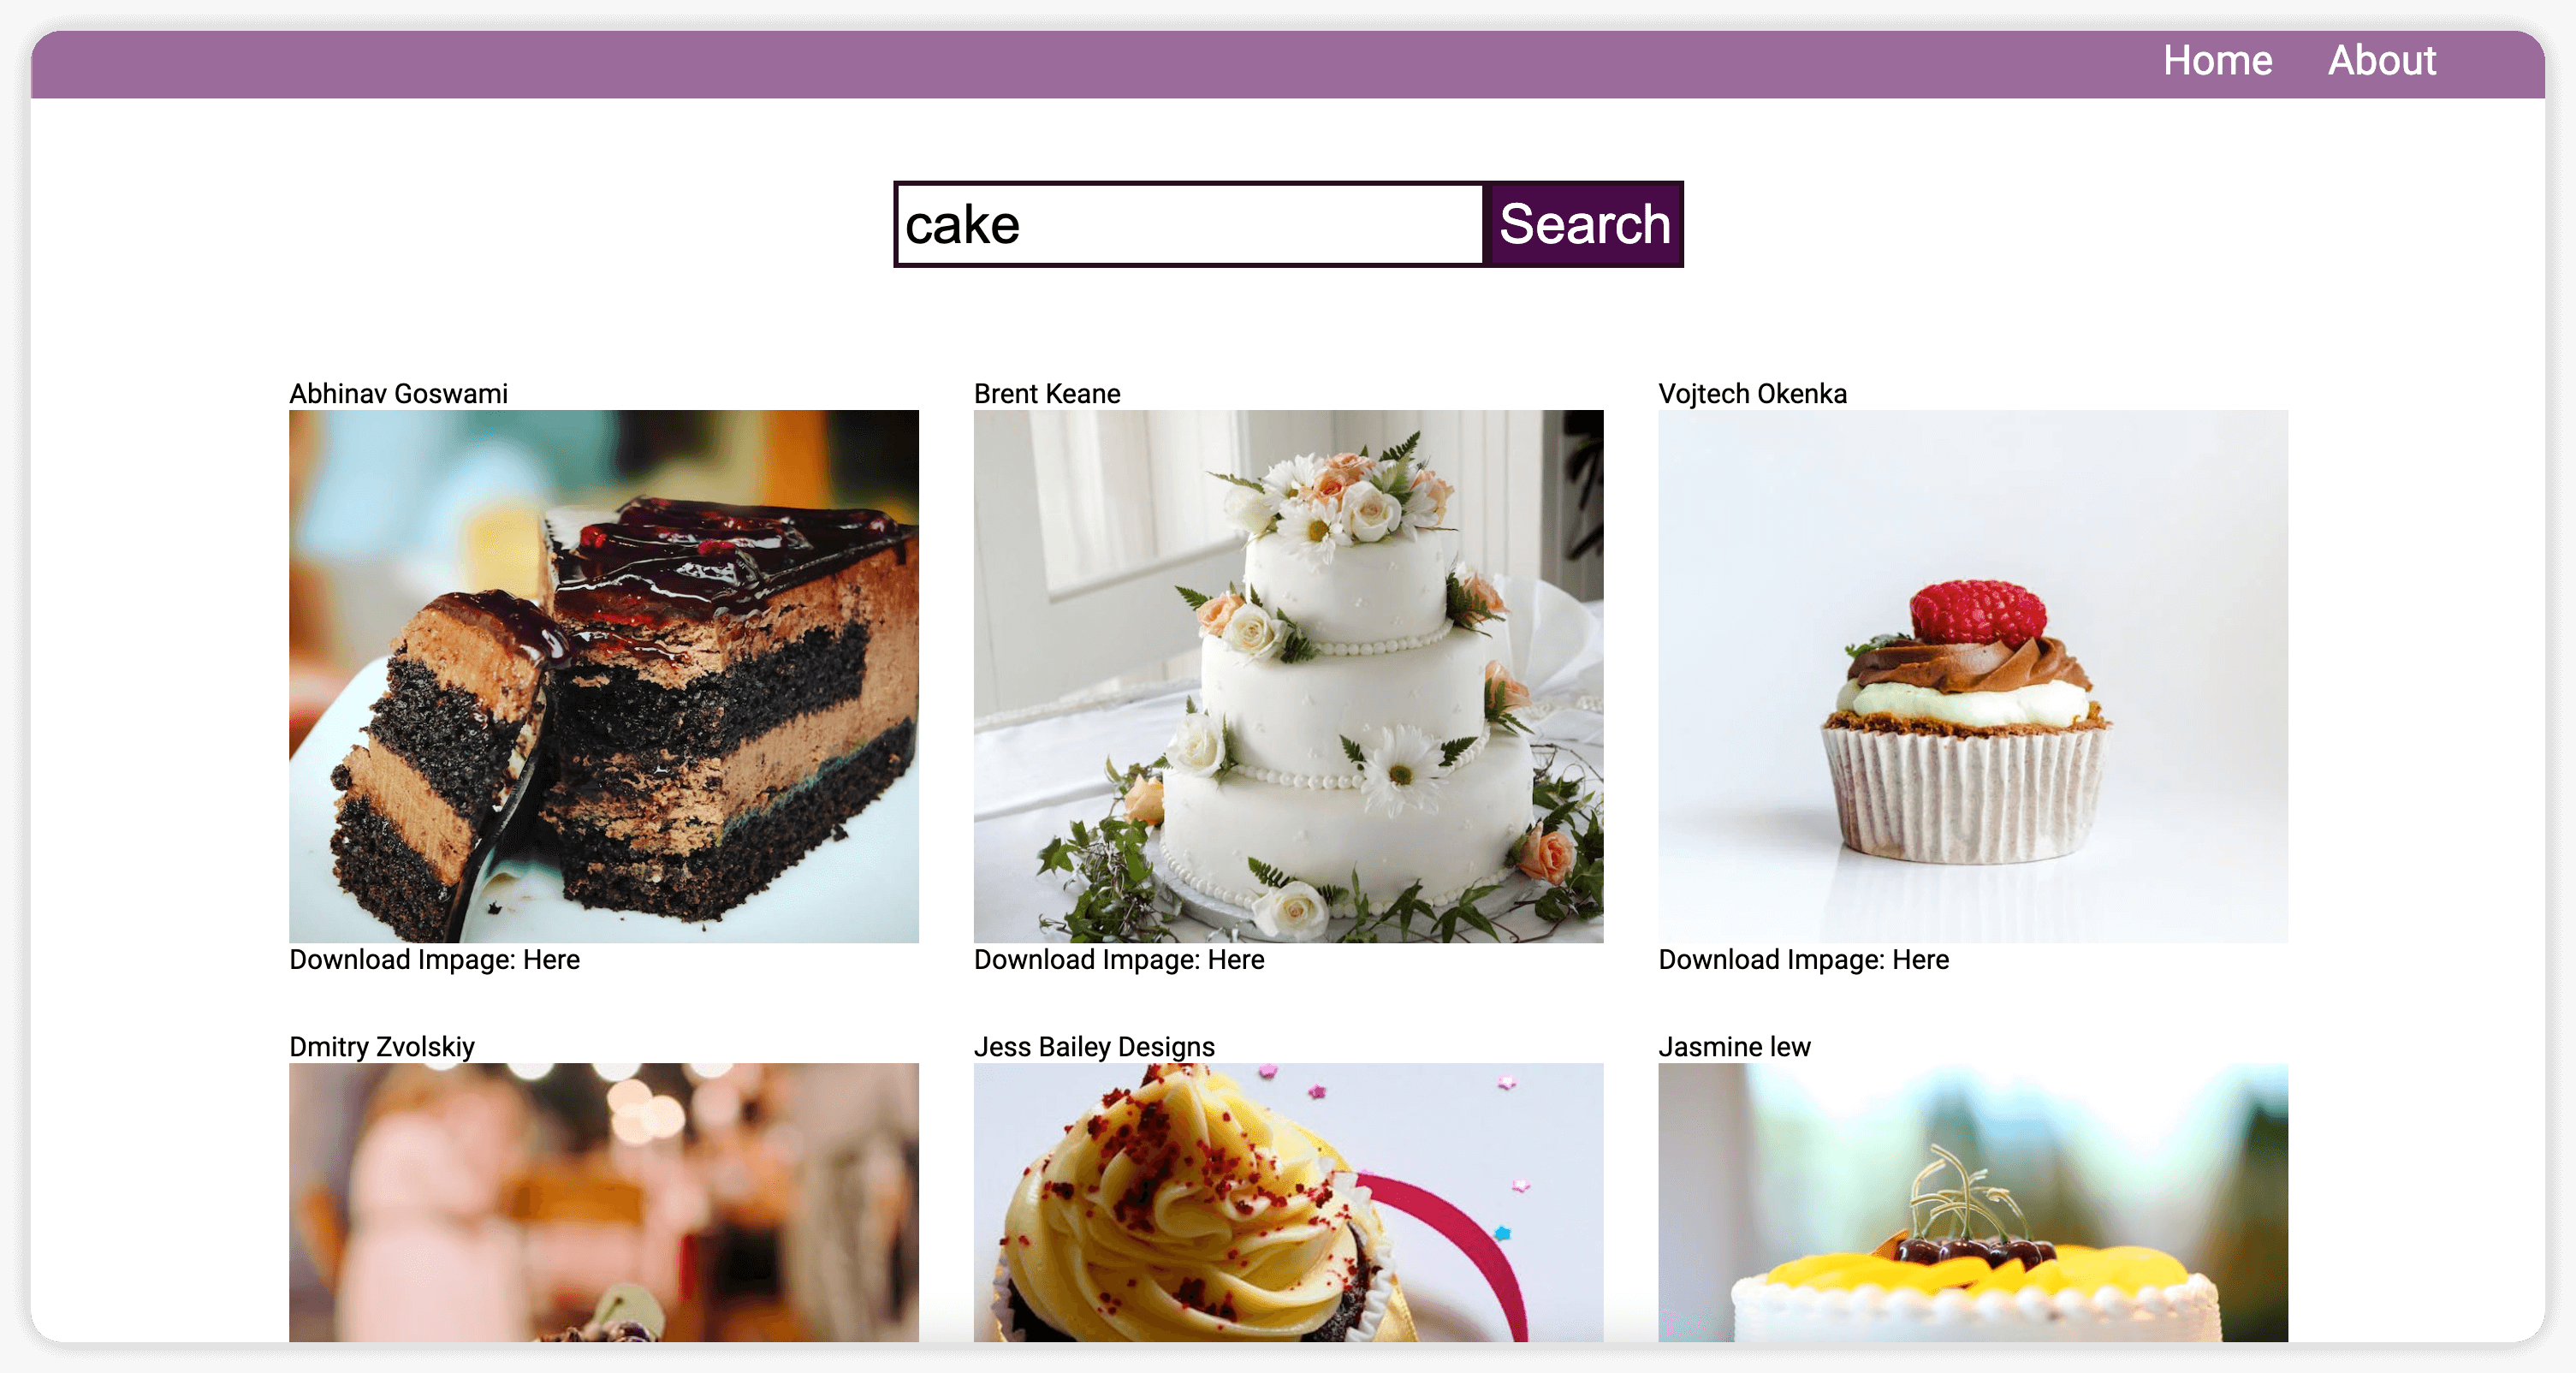 Home About
cake Search
Abhinav Goswami
Brent Keane
Vojtech Okenka
Download Impage: Here
Download Impage: Here
Download Impage: Here
Dmitry Zvolskiy
Jess Bailey Designs
Jasmine lew